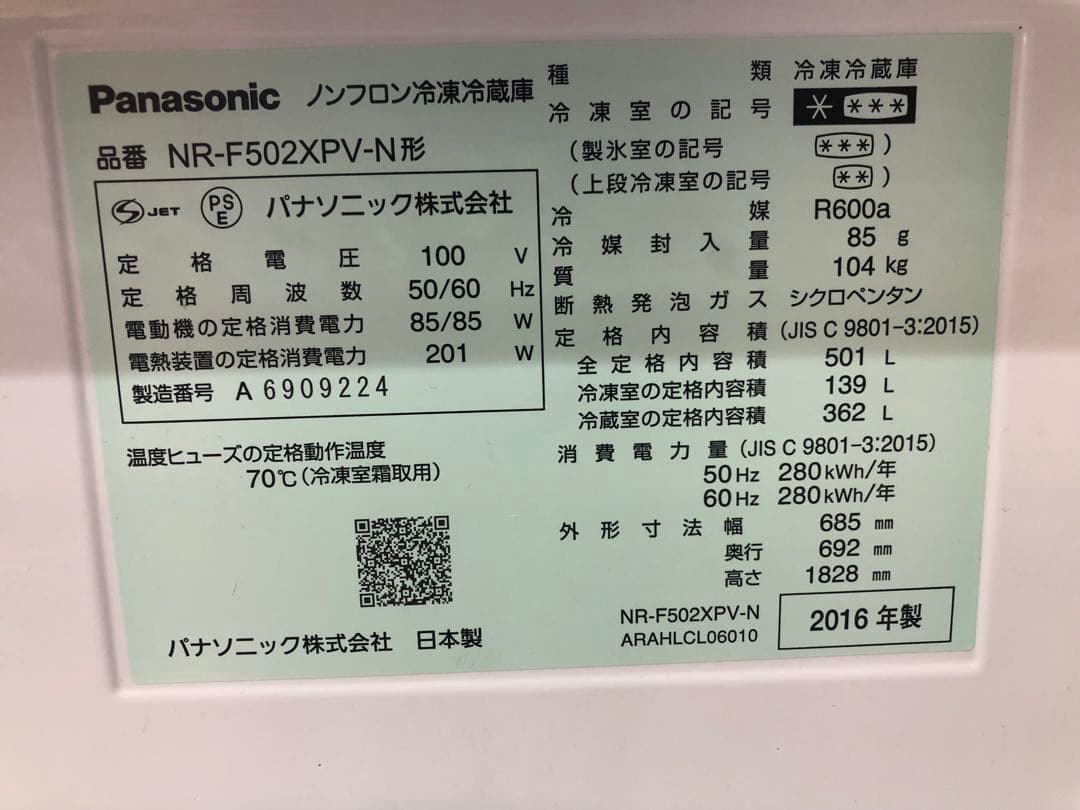 Panasonic ノンフロン冷凍冷蔵庫
品番 NR-F502XPV-N形
S JET PSE パナソニック株式会社
定格電圧 100 V
定格周波数 50/60 Hz
電動機の定格消費電力 85/85 W
電熱装置の定格消費電力 201 W
製造番号 A 6909224
温度ヒューズの定格動作温度
70℃(冷凍室霜取用)
パナソニック株式会社 日本製
種類 冷凍冷蔵庫
冷凍室の記号 * ***
(製氷室の記号 ***)
(上段冷凍室の記号 **)
冷媒 R600a
冷媒封入量 85 g
質量 104 kg
断熱発泡ガス シクロペンタン
定格内容積 (JIS C 9801-3:2015)
全定格内容積 501 L
冷凍室の定格内容積 139 L
冷蔵室の定格内容積 362 L
消費電力量 (JIS C 9801-3:2015)
50Hz 280kWh/年
60Hz 280kWh/年
外形寸法 幅 685 mm
奥行 692 mm
高さ 1828 mm
NR-F502XPV-N
ARAHLCL06010
2016年製